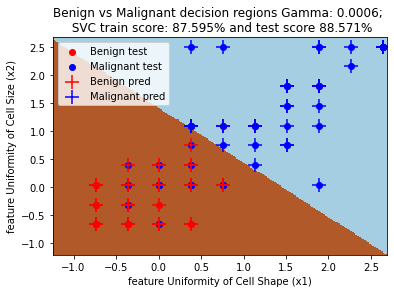 Benign vs Malignant decision regions Gamma: 0.0006;
SVC train score: 87.595% and test score 88.571%
Benign test
Malignant test
Benign pred
Malignant pred
feature Uniformity of Cell Size (x2)
2.5
2.0
1.5
1.0
0.5
0.0
−0.5
−1.0
−1.0
−0.5
0.0
0.5
1.0
1.5
2.0
2.5
feature Uniformity of Cell Shape (x1)